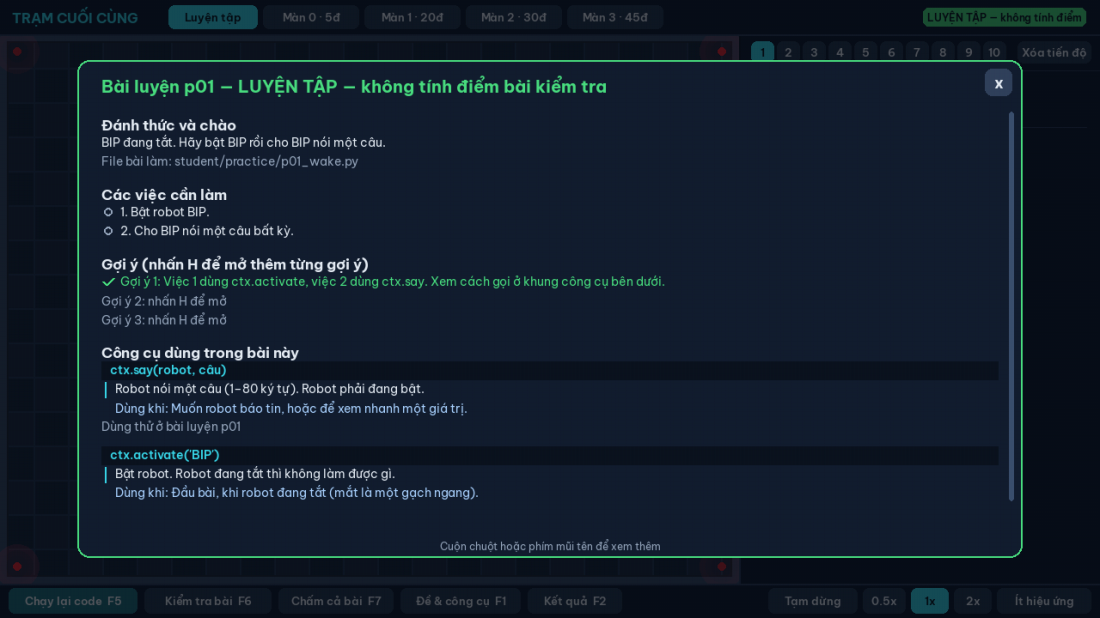 TRẠM CUỐI CÙNG
Luyện tập
Màn 0 · 5đ
Màn 1 · 20đ
Màn 2 · 30đ
Màn 3 · 45đ
LUYỆN TẬP — không tính điểm
1 2 3 4 5 6 7 8 9 10
Xóa tiến độ
Bài luyện p01 — LUYỆN TẬP — không tính điểm bài kiểm tra
x
Đánh thức và chào
BIP đang tắt. Hãy bật BIP rồi cho BIP nói một câu.
File bài làm: student/practice/p01_wake.py
Các việc cần làm
1. Bật robot BIP.
2. Cho BIP nói một câu bất kỳ.
Gợi ý (nhấn H để mở thêm từng gợi ý)
Gợi ý 1: Việc 1 dùng ctx.activate, việc 2 dùng ctx.say. Xem cách gọi ở khung công cụ bên dưới.
Gợi ý 2: nhấn H để mở
Gợi ý 3: nhấn H để mở
Công cụ dùng trong bài này
ctx.say(robot, câu)
Robot nói một câu (1–80 ký tự). Robot phải đang bật.
Dùng khi: Muốn robot báo tin, hoặc để xem nhanh một giá trị.
Dùng thử ở bài luyện p01
ctx.activate('BIP')
Bật robot. Robot đang tắt thì không làm được gì.
Dùng khi: Đầu bài, khi robot đang tắt (mắt là một gạch ngang).
Cuộn chuột hoặc phím mũi tên để xem thêm
Chạy lại code F5
Kiểm tra bài F6
Chấm cả bài F7
Đề & công cụ F1
Kết quả F2
Tạm dừng
0.5x
1x
2x
Ít hiệu ứng